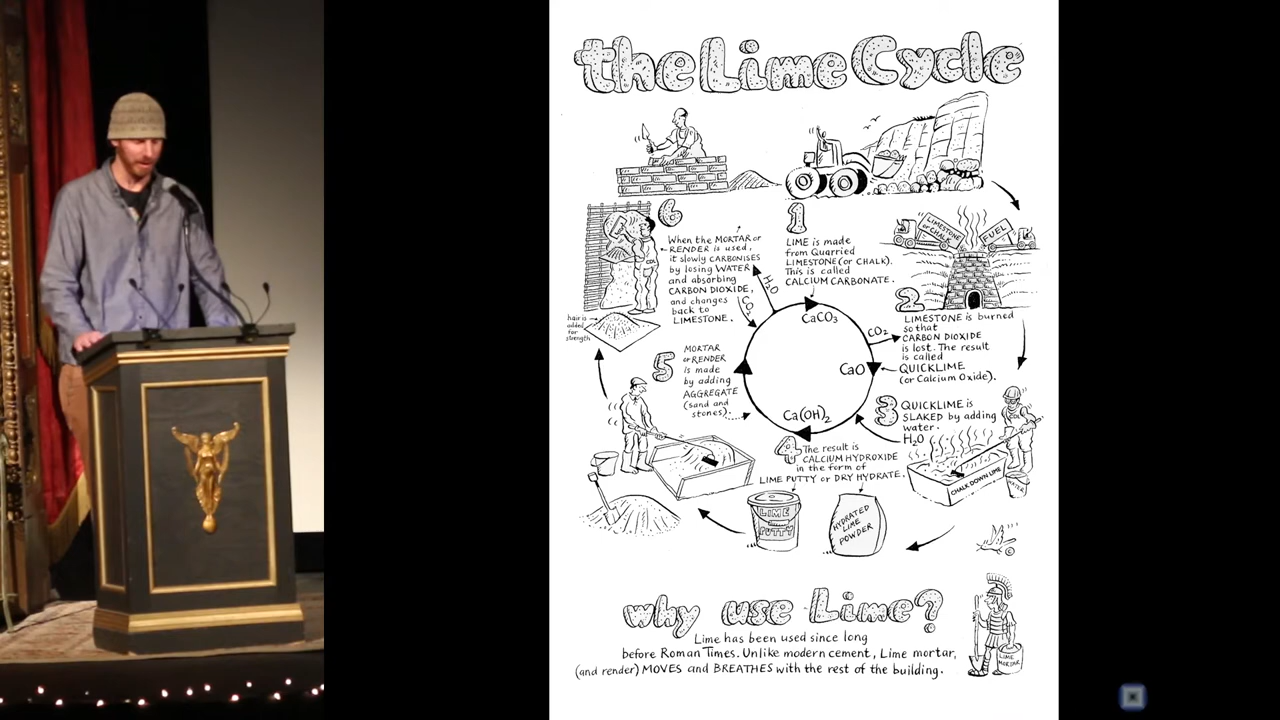 the Lime Cycle
1
LIME is made
from Quarried
LIMESTONE (or CHALK).
This is called
CALCIUM CARBONATE.
LIMESTONE
or CHALK
FUEL
2
LIMESTONE is burned
so that
CARBON DIOXIDE
is lost. The result
is called
QUICKLIME
(or Calcium Oxide).
3
QUICKLIME is
SLAKED by adding
water.
H₂O
COL
CHALK DOWN LIME
WATER
4
The result is
CALCIUM HYDROXIDE
in the form of
LIME PUTTY or DRY HYDRATE.
LIME
PUTTY
HYDRATED
LIME
POWDER
5
MORTAR
or RENDER
is made
by adding
AGGREGATE
(sand and
stones).
6
When the MORTAR or
RENDER is used,
it slowly CARBONISES
by losing WATER
and absorbing
CARBON DIOXIDE,
and changes
back to
LIMESTONE.
CDL
hair is
added
for
strength
H₂O
CO₂
CaCO₃
CO₂
CaO
Ca(OH)₂
©
why use Lime?
Lime has been used since long
before Roman Times. Unlike modern cement, Lime mortar,
(and render) MOVES and BREATHES with the rest of the building.
LIME
MORTAR